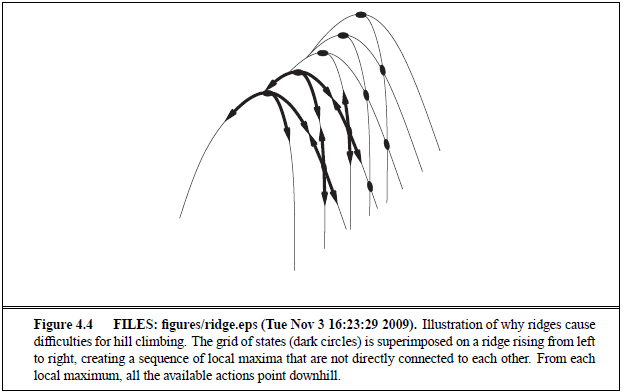 Figure 4.4 FILES: figures/ridge.eps (Tue Nov 3 16:23:29 2009). Illustration of why ridges cause
difficulties for hill climbing. The grid of states (dark circles) is superimposed on a ridge rising from left
to right, creating a sequence of local maxima that are not directly connected to each other. From each
local maximum, all the available actions point downhill.